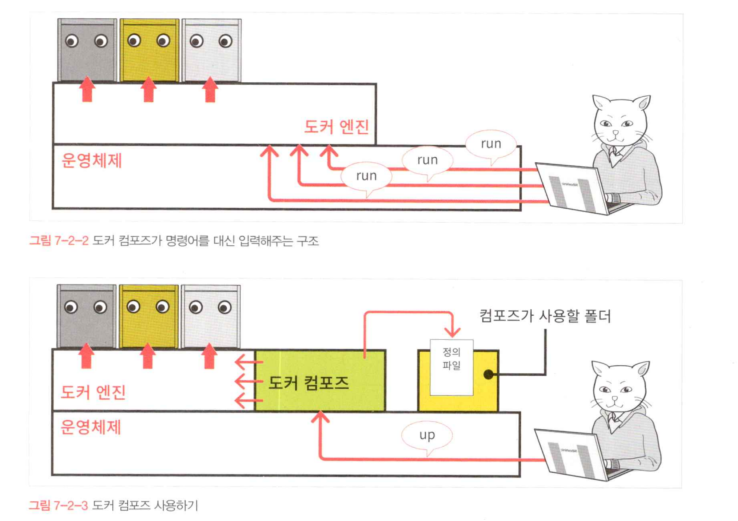 도커 엔진
운영체제
run
run
run
그림 7-2-2 도커 컴포즈가 명령어를 대신 입력해주는 구조
컴포즈가 사용할 폴더
정의
파일
도커 컴포즈
도커 엔진
운영체제
up
그림 7-2-3 도커 컴포즈 사용하기